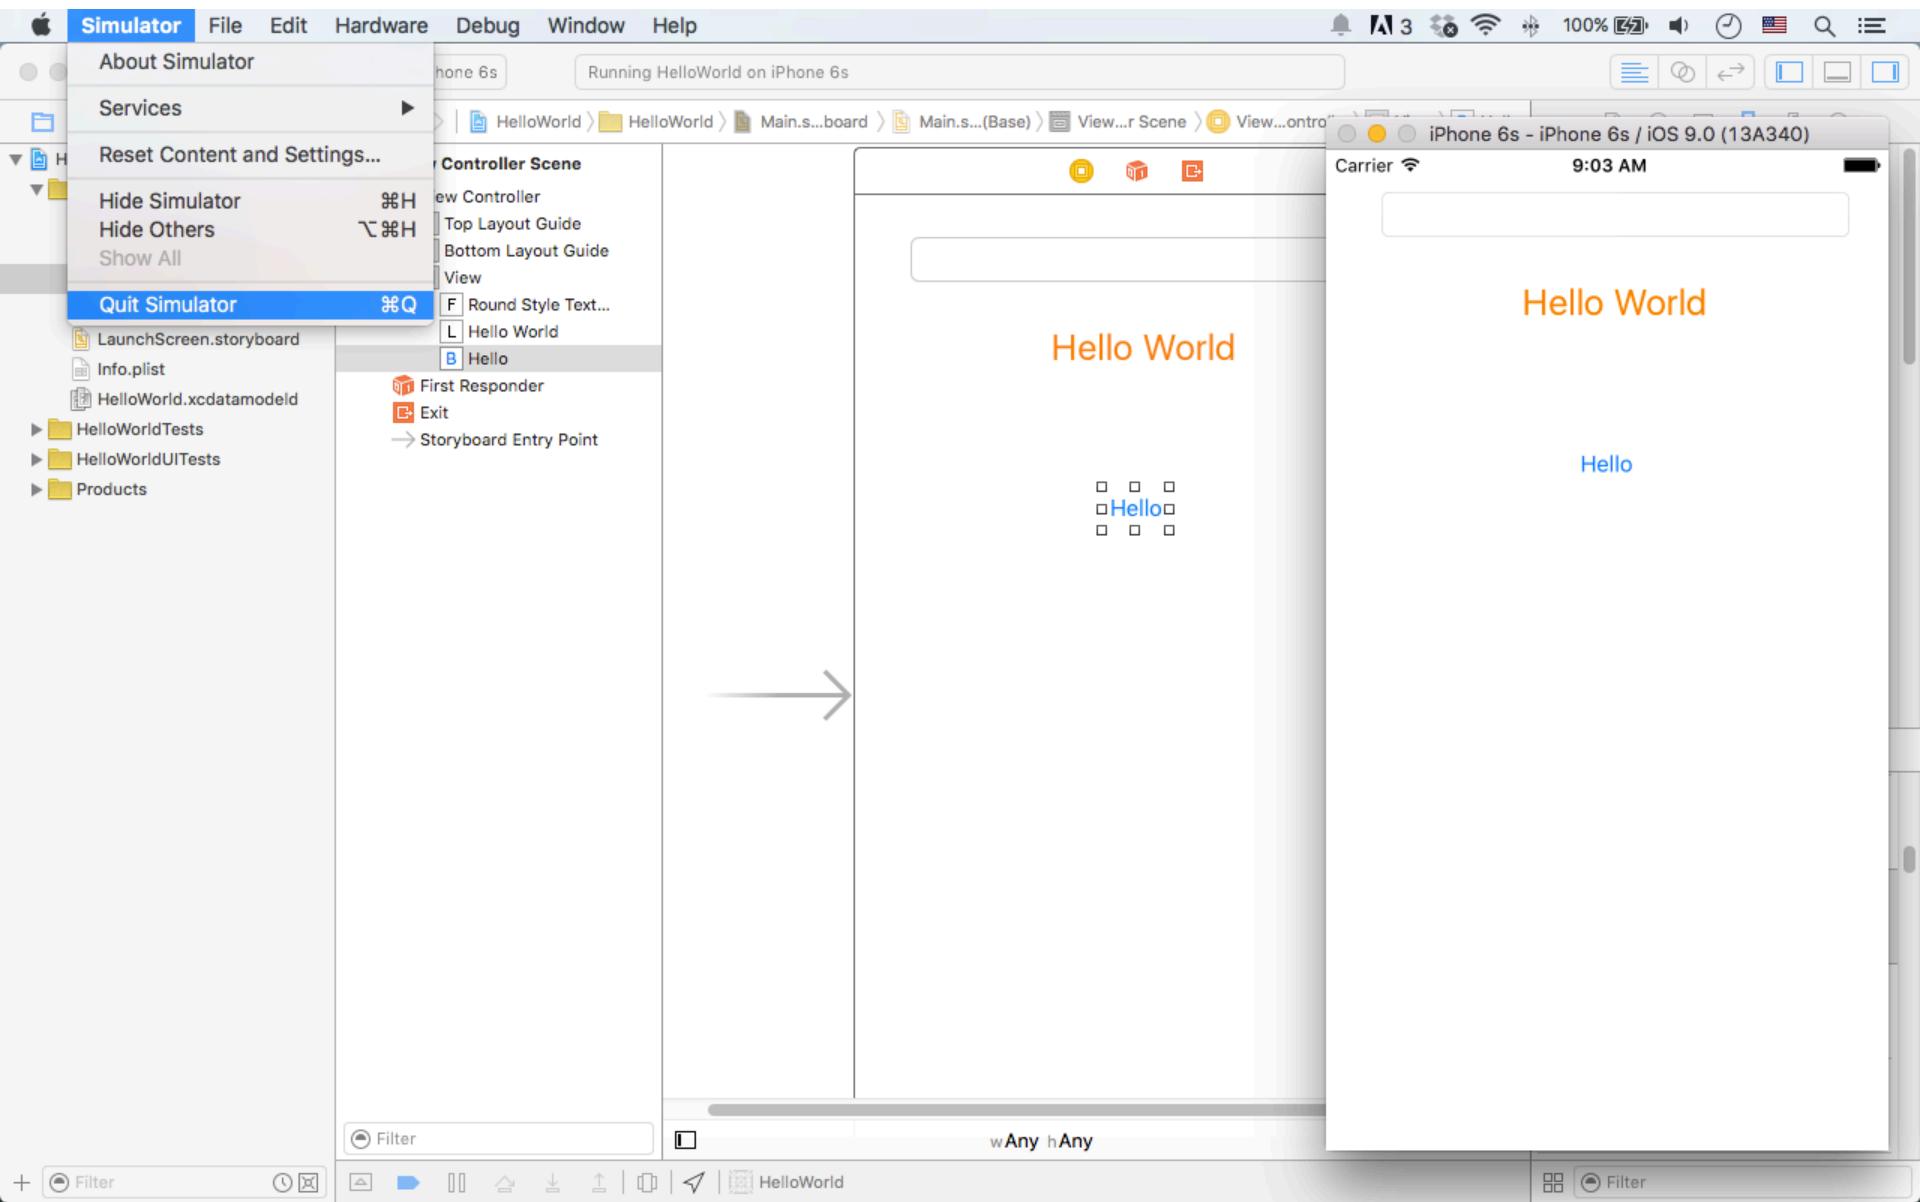 Simulator File Edit Hardware Debug Window Help 3 100%
About Simulator
Services
Reset Content and Settings...
Hide Simulator ⌘H
Hide Others ⌥⌘H
Show All
Quit Simulator ⌘Q
hone 6s Running HelloWorld on iPhone 6s
HelloWorld HelloWorld Main.s...board Main.s...(Base) View...r Scene View...ontro
H
LaunchScreen.storyboard
Info.plist
HelloWorld.xcdatamodeld
HelloWorldTests
HelloWorldUITests
Products
Controller Scene
ew Controller
Top Layout Guide
Bottom Layout Guide
View
F Round Style Text...
L Hello World
B Hello
First Responder
Exit
Storyboard Entry Point
Hello World
Hello
iPhone 6s - iPhone 6s / iOS 9.0 (13A340)
Carrier 9:03 AM
Hello World
Hello
Filter
wAny hAny
Filter
HelloWorld
Filter